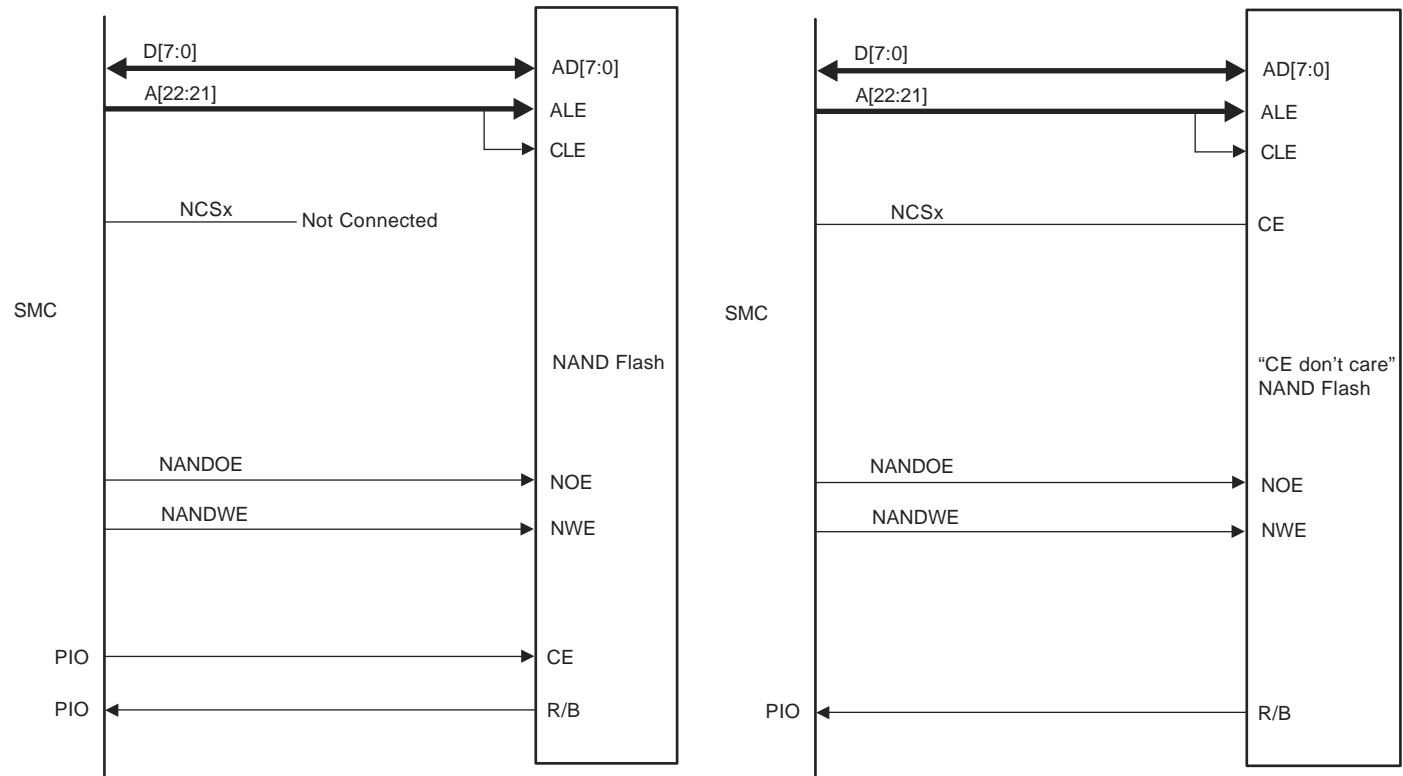 D[7:0]
AD[7:0]
A[22:21]
ALE
CLE
NCSx
Not Connected
SMC
NAND Flash
NANDOE
NOE
NANDWE
NWE
PIO
CE
PIO
R/B
D[7:0]
AD[7:0]
A[22:21]
ALE
CLE
NCSx
CE
SMC
“CE don’t care”
NAND Flash
NANDOE
NOE
NANDWE
NWE
PIO
R/B